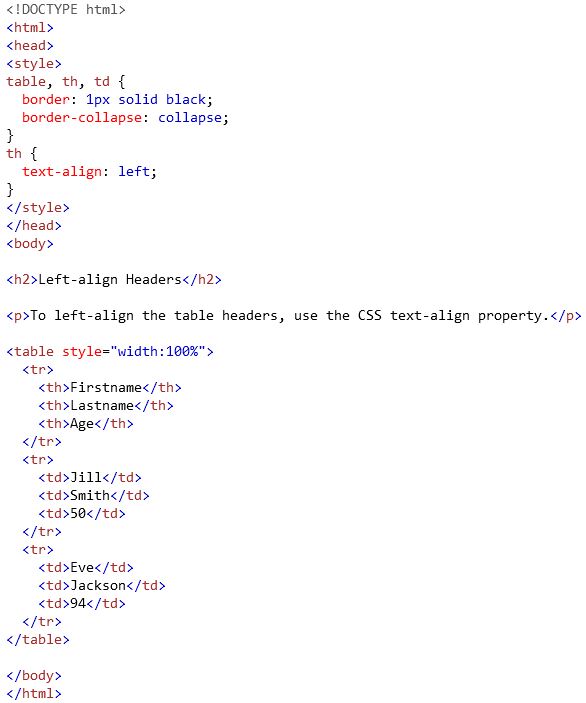 <!DOCTYPE html>
<html>
<head>
<style>
table, th, td {
  border: 1px solid black;
  border-collapse: collapse;
}
th {
  text-align: left;
}
</style>
</head>
<body>

<h2>Left-align Headers</h2>

<p>To left-align the table headers, use the CSS text-align property.</p>

<table style="width:100%">
  <tr>
    <th>Firstname</th>
    <th>Lastname</th>
    <th>Age</th>
  </tr>
  <tr>
    <td>Jill</td>
    <td>Smith</td>
    <td>50</td>
  </tr>
  <tr>
    <td>Eve</td>
    <td>Jackson</td>
    <td>94</td>
  </tr>
</table>

</body>
</html>